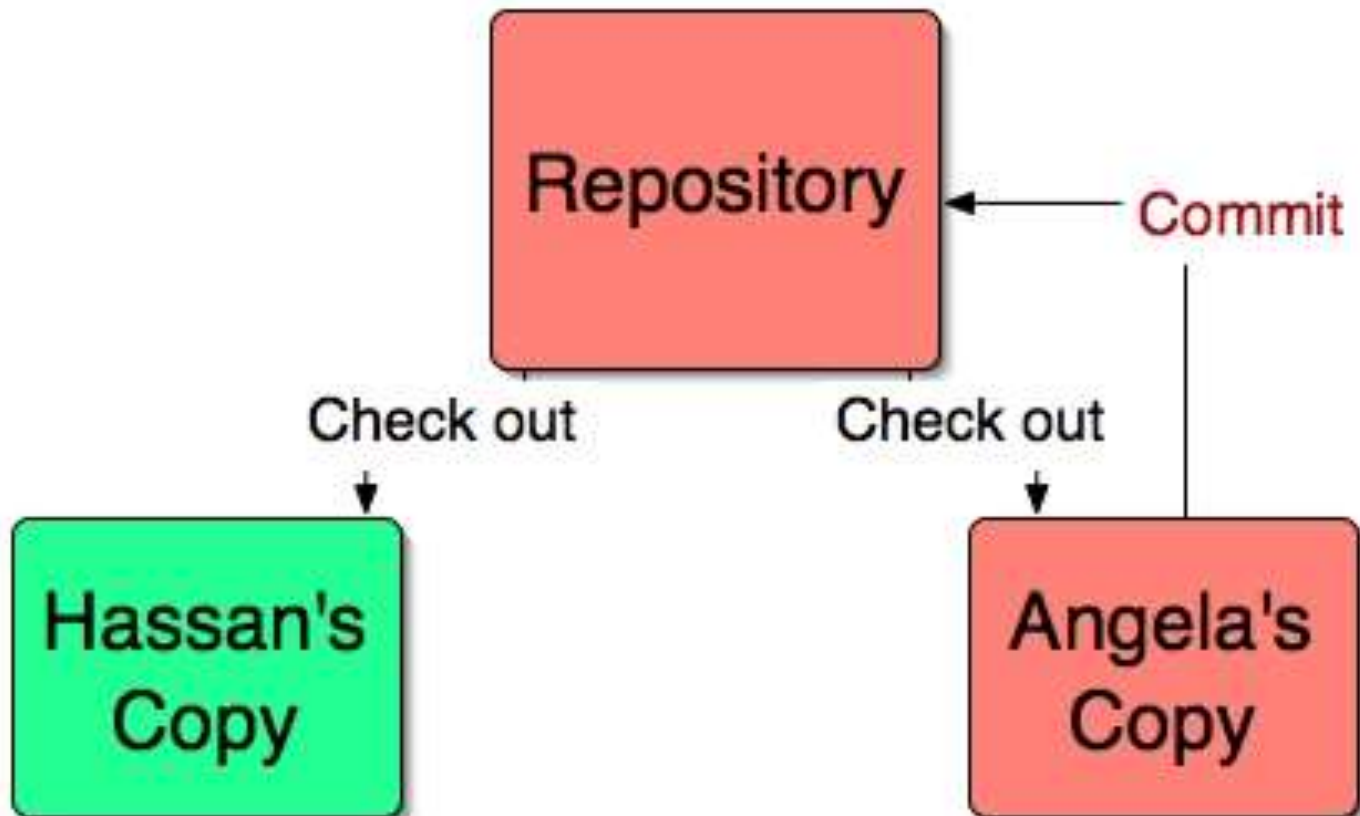 Repository
Commit
Check out
Check out
Hassan's
Copy
Angela's
Copy